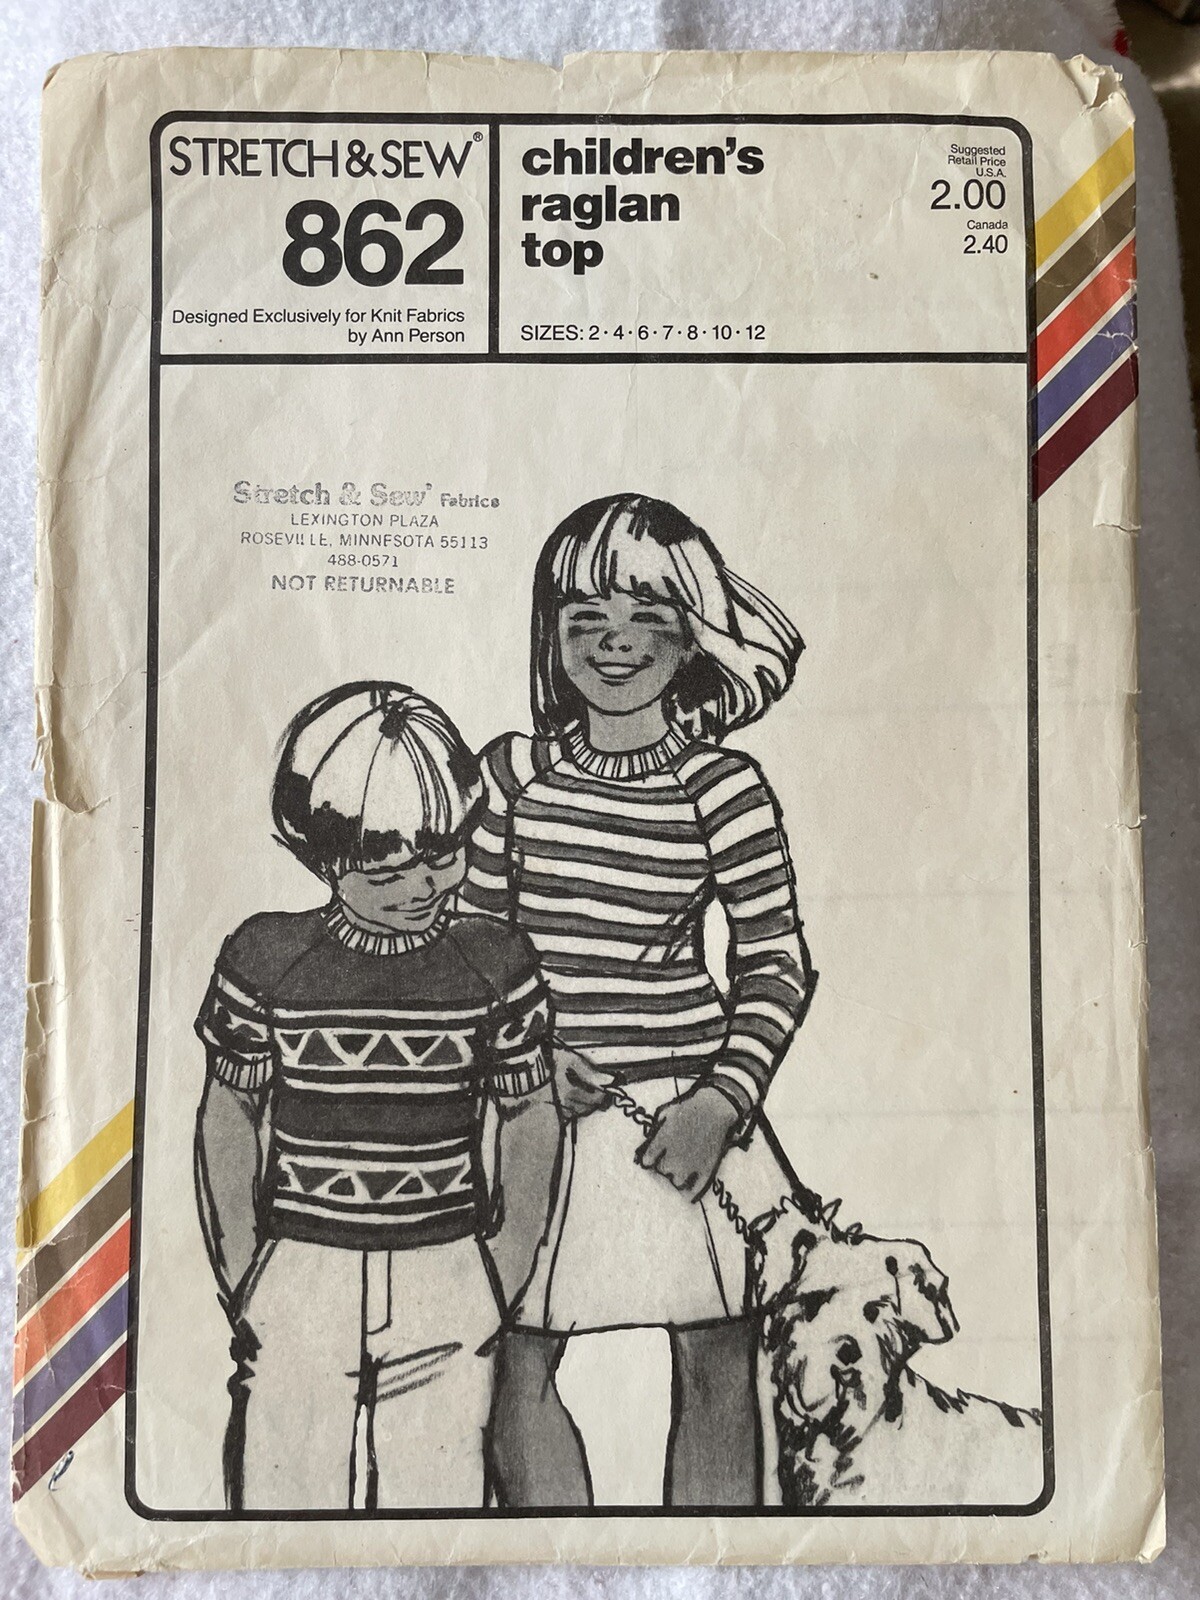 STRETCH & SEW®
862
Designed Exclusively for Knit Fabrics
by Ann Person
children's
raglan
top
SIZES: 2 · 4 · 6 · 7 · 8 · 10 · 12
Suggested
Retail Price
U.S.A.
2.00
Canada
2.40
Stretch & Sew® Fabrics
LEXINGTON PLAZA
ROSEVILLE, MINNESOTA 55113
488-0571
NOT RETURNABLE